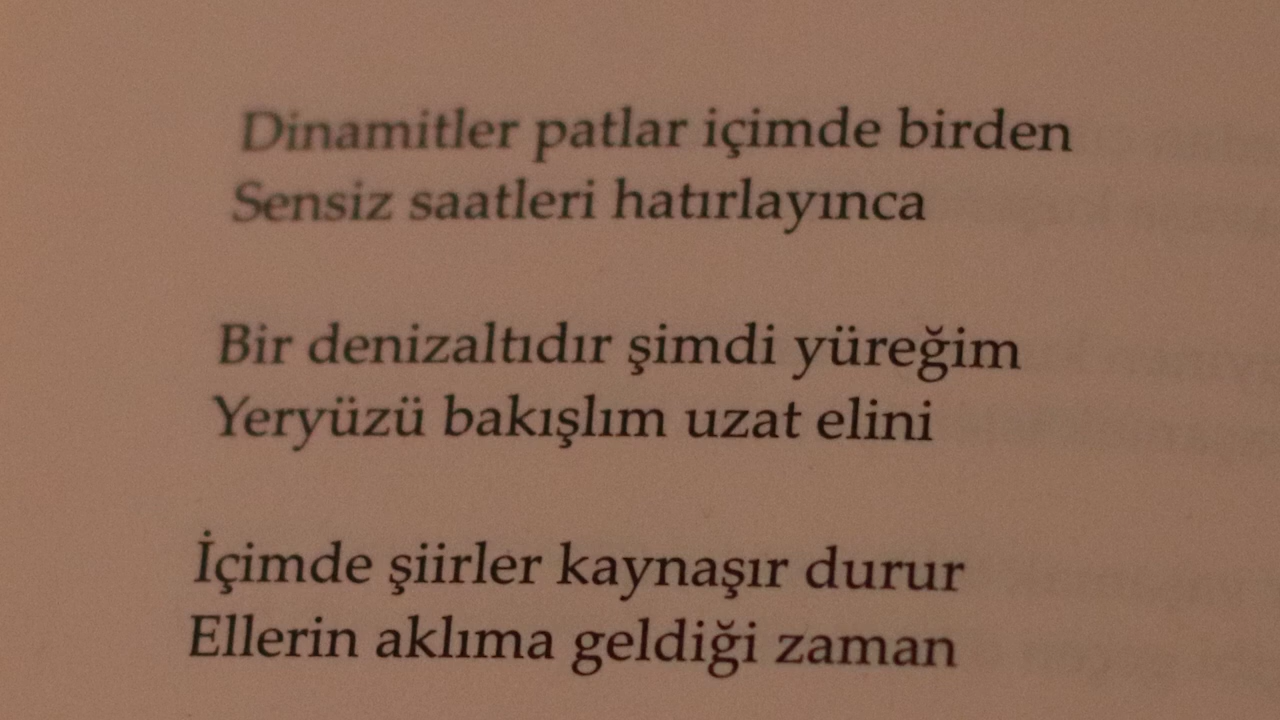 Dinamitler patlar içimde birden
Sensiz saatleri hatırlayınca
Bir denizaltıdır şimdi yüreğim
Yeryüzü bakışlım uzat elini
İçimde şiirler kaynaşır durur
Ellerin aklıma geldiği zaman